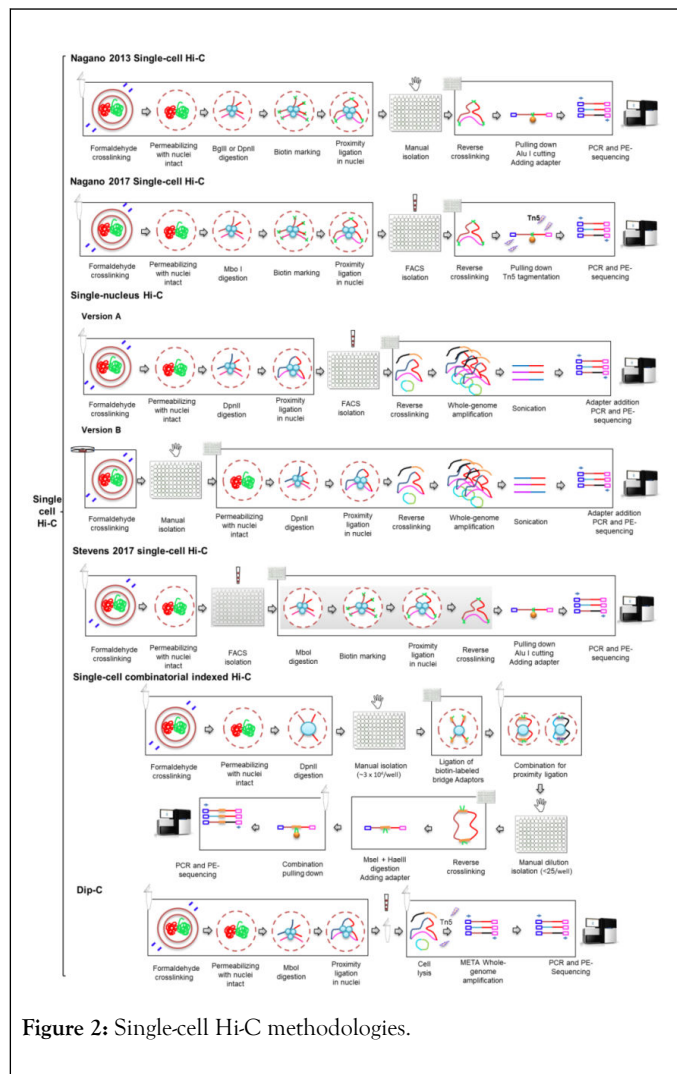 Nagano 2013 Single-cell Hi-C
Formaldehyde
crosslinking
Permeabilizing
with nuclei
intact
BglII or DpnII
digestion
Biotin marking
Proximity
ligation
in nuclei
Manual
isolation
Reverse
crosslinking
Pulling down
Alu I cutting
Adding adapter
PCR and PE-
sequencing
Nagano 2017 Single-cell Hi-C
Tn5
Formaldehyde
crosslinking
Permeabilizing
with nuclei
intact
Mbo I
digestion
Biotin marking
Proximity
ligation
in nuclei
FACS
isolation
Reverse
crosslinking
Pulling down
Tn5 tagmentation
PCR and PE-
sequencing
Single-nucleus Hi-C
Version A
Formaldehyde
crosslinking
Permeabilizing
with nuclei
intact
DpnII
digestion
Proximity
ligation
in nuclei
FACS
isolation
Reverse
crosslinking
Whole-genome
amplification
Sonication
Adapter addition
PCR and PE-
sequencing
Version B
Single
cell
Hi-C
Formaldehyde
crosslinking
Manual
isolation
Permeabilizing
with nuclei
intact
DpnII
digestion
Proximity
ligation
in nuclei
Reverse
crosslinking
Whole-genome
amplification
Sonication
Adapter addition
PCR and PE-
sequencing
Stevens 2017 single-cell Hi-C
Formaldehyde
crosslinking
Permeabilizing
with nuclei
intact
FACS
isolation
MboI
digestion
Biotin marking
Proximity
ligation
in nuclei
Reverse
crosslinking
Pulling down
Alu I cutting
Adding adapter
PCR and PE-
sequencing
Single-cell combinatorial indexed Hi-C
Formaldehyde
crosslinking
Permeabilizing
with nuclei
intact
DpnII
digestion
Manual isolation
Ligation of
biotin-labeled
bridge Adaptors
Combination for
proximity ligation
Manual dilution
isolation (<25/well)
Reverse
crosslinking
MseI + HaeIII
digestion
Adding adapter
Combination
pulling down
PCR and PE-
sequencing
Dip-C
Tn5
Formaldehyde
crosslinking
Permeabilizing
with nuclei
intact
MboI
digestion
Proximity
ligation
in nuclei
Cell
lysis
META Whole-
genome
amplification
PCR and PE-
Sequencing
Figure 2: Single-cell Hi-C methodologies.